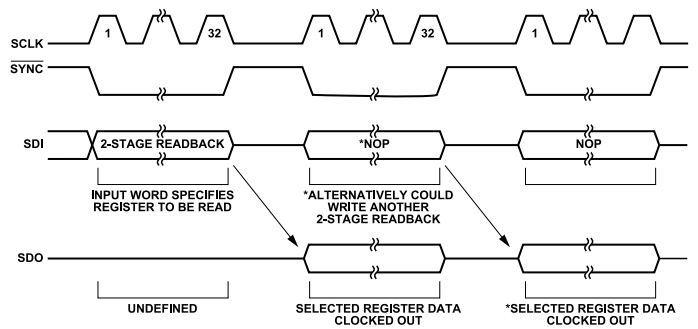 SCLK
1
32
1
32
1
SYNC
SDI
2-STAGE READBACK
*NOP
NOP
INPUT WORD SPECIFIES
REGISTER TO BE READ
*ALTERNATIVELY COULD
WRITE ANOTHER
2-STAGE READBACK
SDO
UNDEFINED
SELECTED REGISTER DATA
CLOCKED OUT
*SELECTED REGISTER DATA
CLOCKED OUT